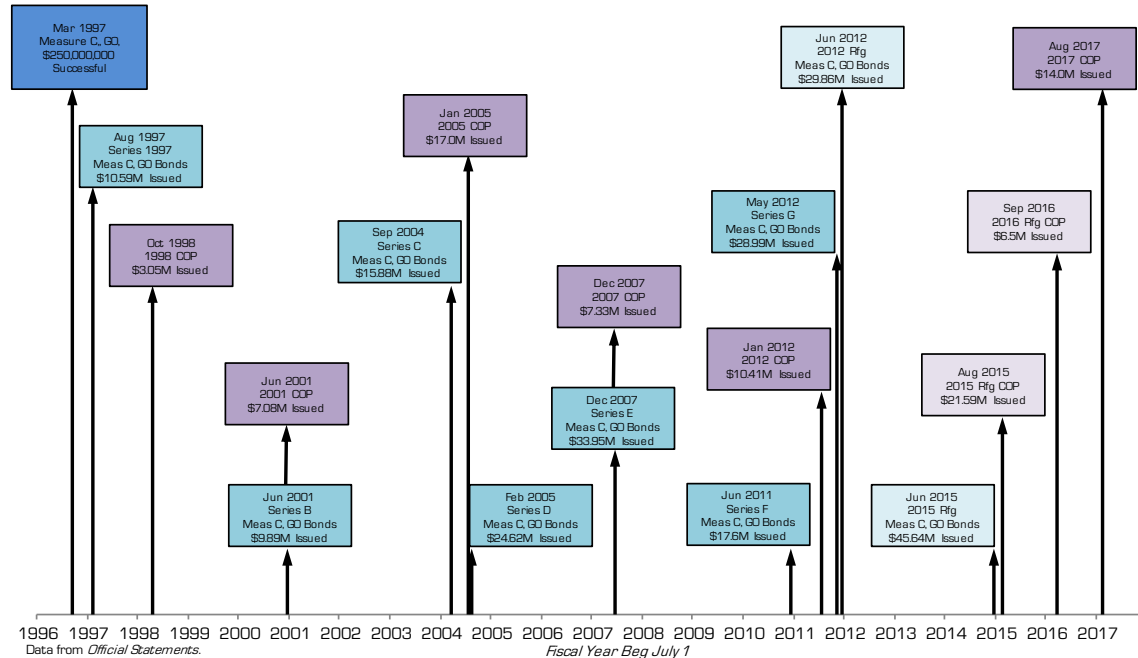 Mar 1997
Measure C,, GO,
$250,000,000
Successful
Aug 1997
Series 1997
Meas C, GO Bonds
$10.59M Issued
Oct 1998
1998 COP
$3.05M Issued
Jun 2001
2001 COP
$7.08M Issued
Jun 2001
Series B
Meas C, GO Bonds
$9.89M Issued
Sep 2004
Series C
Meas C, GO Bonds
$15.88M Issued
Jan 2005
2005 COP
$17.0M Issued
Feb 2005
Series D
Meas C, GO Bonds
$24.62M Issued
Dec 2007
2007 COP
$7.33M Issued
Dec 2007
Series E
Meas C, GO Bonds
$33.95M Issued
Jun 2011
Series F
Meas C, GO Bonds
$17.6M Issued
Jan 2012
2012 COP
$10.41M Issued
May 2012
Series G
Meas C, GO Bonds
$28.99M Issued
Jun 2012
2012 Rfg
Meas C, GO Bonds
$29.86M Issued
Jun 2015
2015 Rfg
Meas C, GO Bonds
$45.64M Issued
Aug 2015
2015 Rfg COP
$21.59M Issued
Sep 2016
2016 Rfg COP
$6.5M Issued
Aug 2017
2017 COP
$14.0M Issued
1996 1997 1998 1999 2000 2001 2002 2003 2004 2005 2006 2007 2008 2009 2010 2011 2012 2013 2014 2015 2016 2017
Data from Official Statements.
Fiscal Year Beg July 1